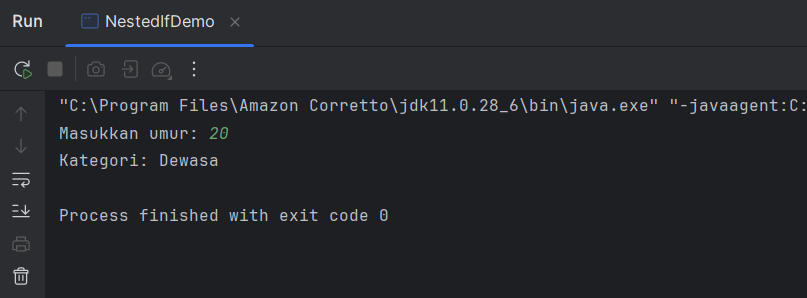 Run NestedIfDemo
"C:\Program Files\Amazon Corretto\jdk11.0.28_6\bin\java.exe" "-javaagent:C:
Masukkan umur: 20
Kategori: Dewasa
Process finished with exit code 0